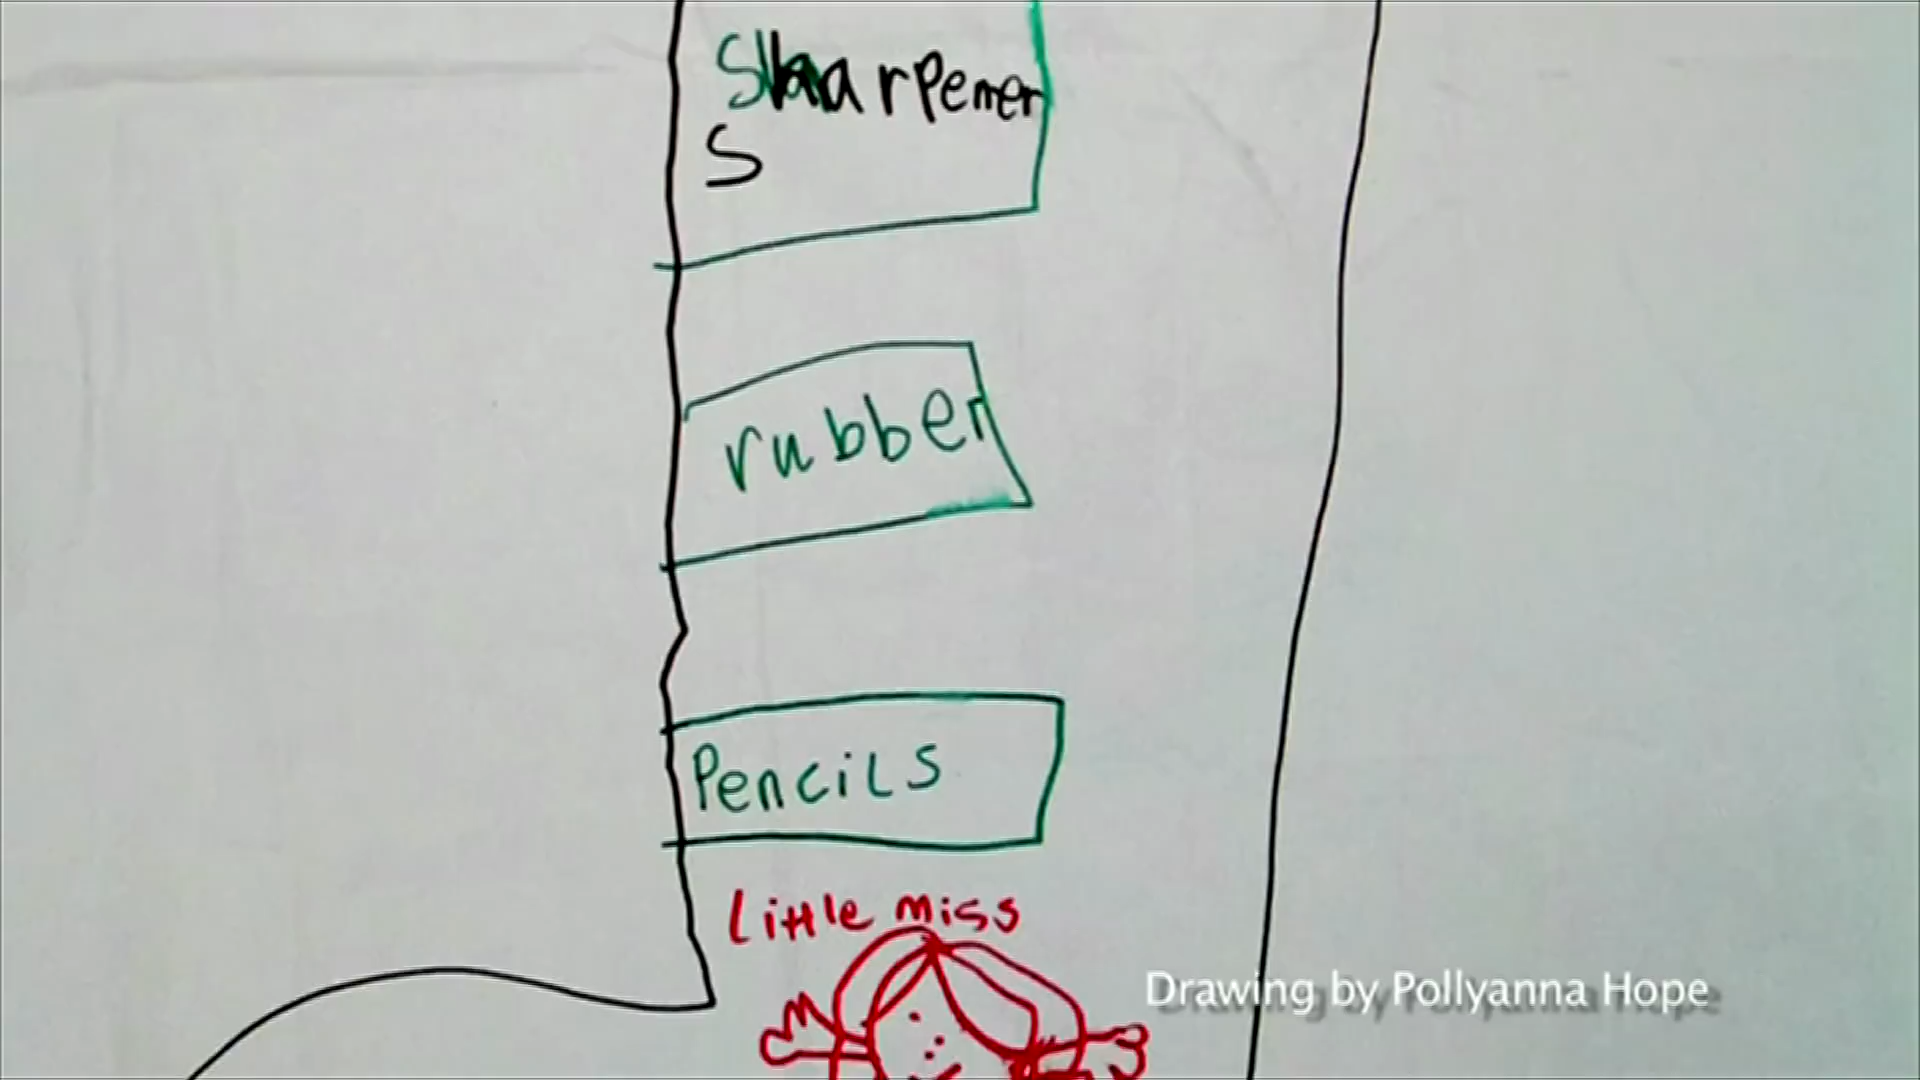 Sharpener
S
rubber
Pencils
Little miss
Drawing by Pollyanna Hope